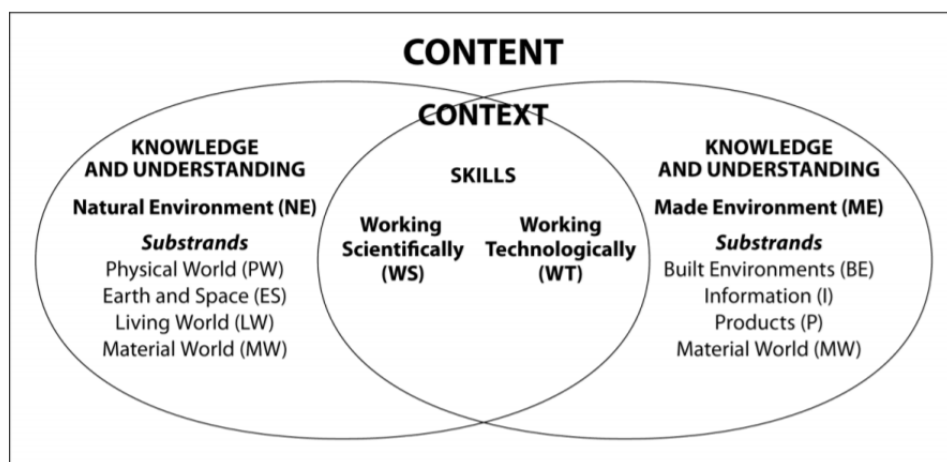 CONTENT
CONTEXT
KNOWLEDGE
AND UNDERSTANDING
Natural Environment (NE)
Substrands
Physical World (PW)
Earth and Space (ES)
Living World (LW)
Material World (MW)
SKILLS
Working
Scientifically
(WS)
Working
Technologically
(WT)
KNOWLEDGE
AND UNDERSTANDING
Made Environment (ME)
Substrands
Built Environments (BE)
Information (I)
Products (P)
Material World (MW)